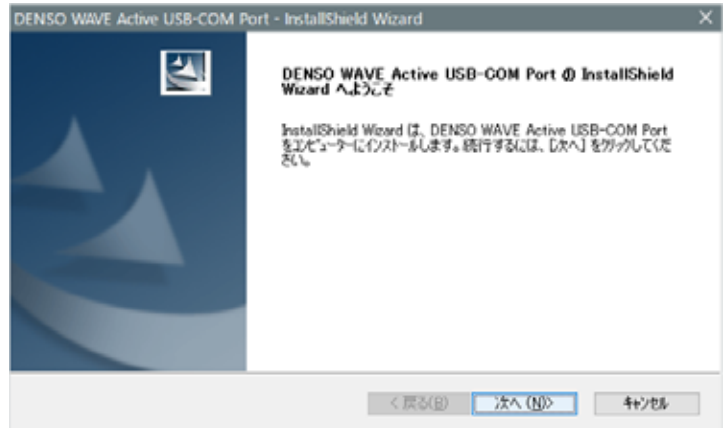 DENSO WAVE Active USB-COM Port - InstallShield Wizard
DENSO WAVE Active USB-COM Port の InstallShield
Wizard へようこそ
InstallShield Wizard は、DENSO WAVE Active USB-COM Port
をコンピューターにインストールします。続行するには、[次へ] をクリックしてくだ
さい。
< 戻る(B)
次へ (N)>
キャンセル